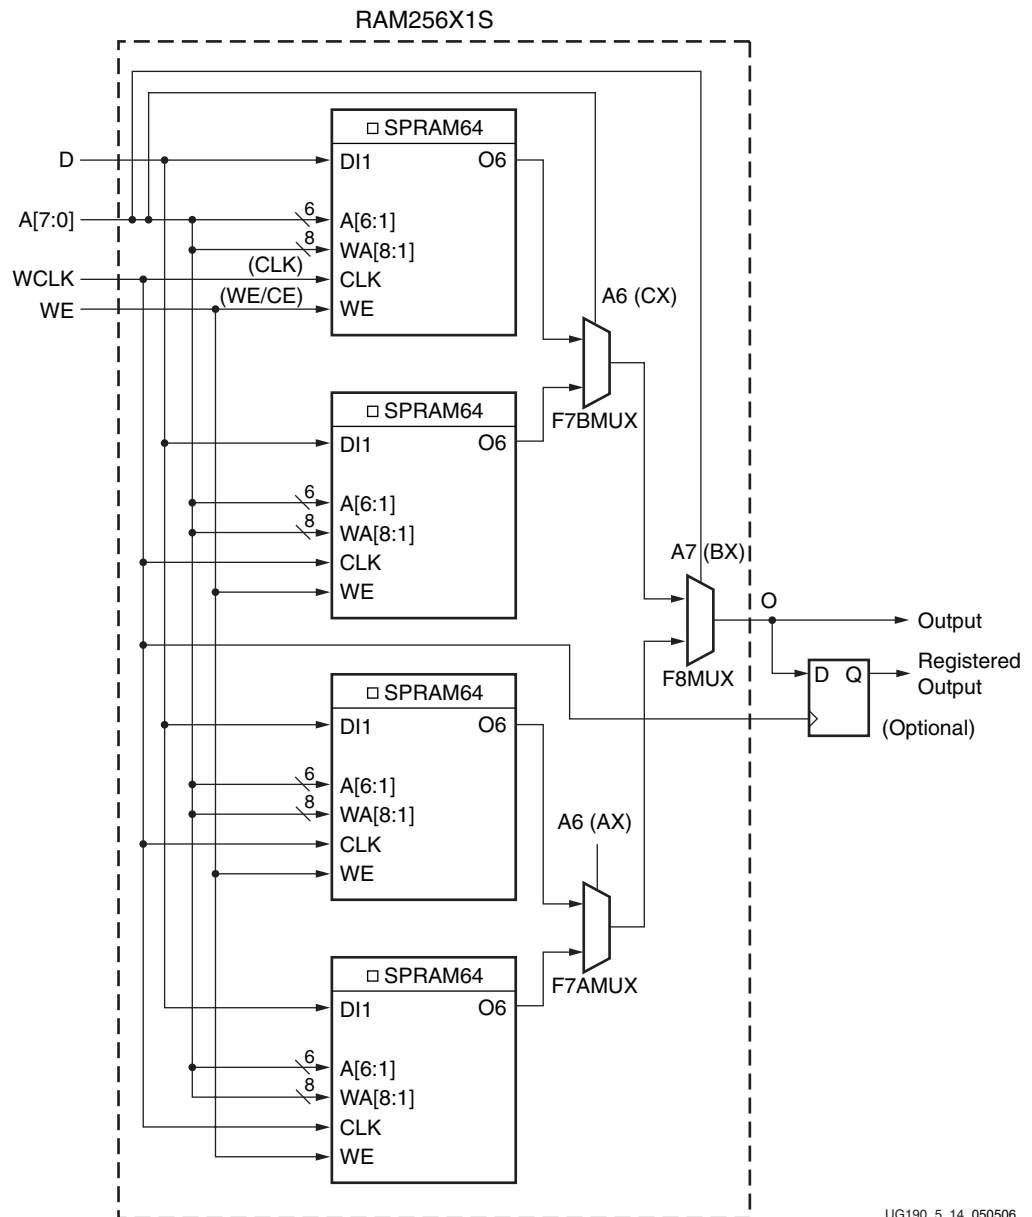 RAM256X1S
SPRAM64
D
DI1
O6
A[7:0]
6
A[6:1]
8
WA[8:1]
WCLK
(CLK)
CLK
WE
(WE/CE)
WE
A6 (CX)
F7BMUX
SPRAM64
DI1
O6
6
A[6:1]
8
WA[8:1]
CLK
WE
A7 (BX)
O
Output
F8MUX
D Q
Registered
Output
(Optional)
SPRAM64
DI1
O6
6
A[6:1]
8
WA[8:1]
CLK
WE
A6 (AX)
F7AMUX
SPRAM64
DI1
O6
6
A[6:1]
8
WA[8:1]
CLK
WE
UG190_5_14_050506